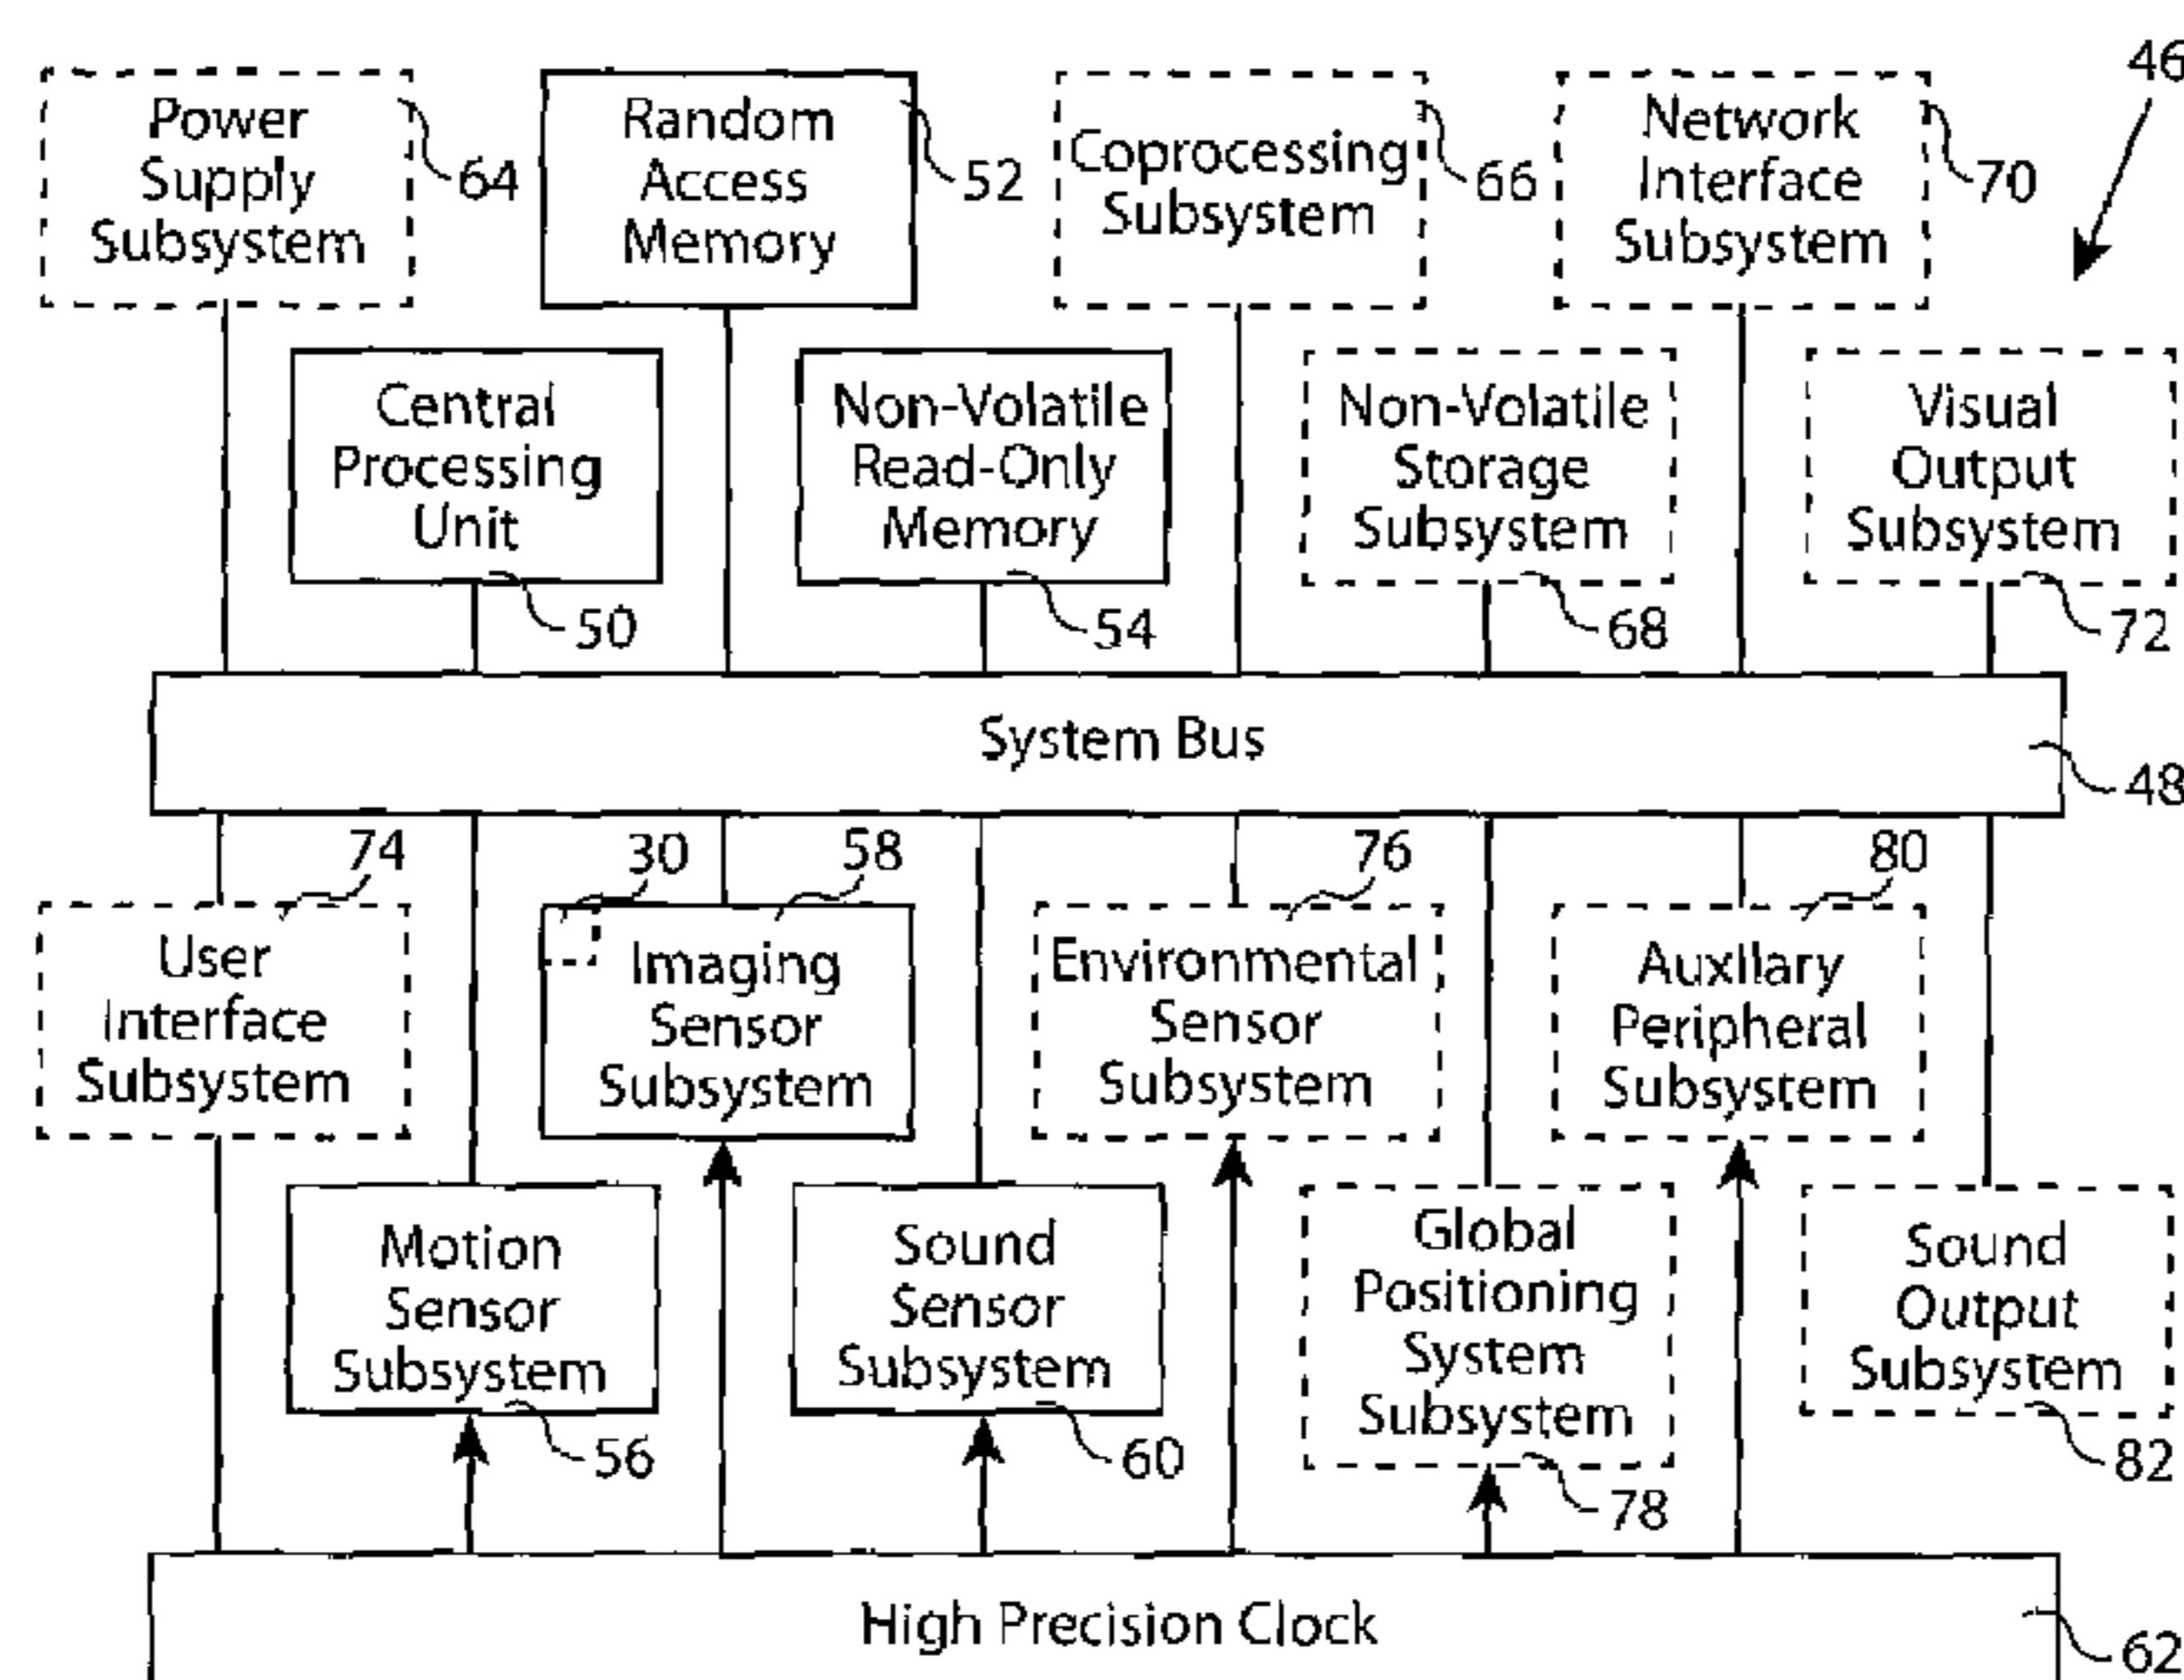 46
Power
Supply
Subsystem
64
Random
Access
Memory
52
Coprocessing
Subsystem
66
Network
Interface
Subsystem
70
Central
Processing
Unit
50
Non-Volatile
Read-Only
Memory
54
Non-Volatile
Storage
Subsystem
68
Visual
Output
Subsystem
72
System Bus
48
74
User
Interface
Subsystem
30
58
Imaging
Sensor
Subsystem
76
Environmental
Sensor
Subsystem
80
Auxilary
Peripheral
Subsystem
Motion
Sensor
Subsystem
56
Sound
Sensor
Subsystem
60
Global
Positioning
System
Subsystem
78
Sound
Output
Subsystem
82
High Precision Clock
62